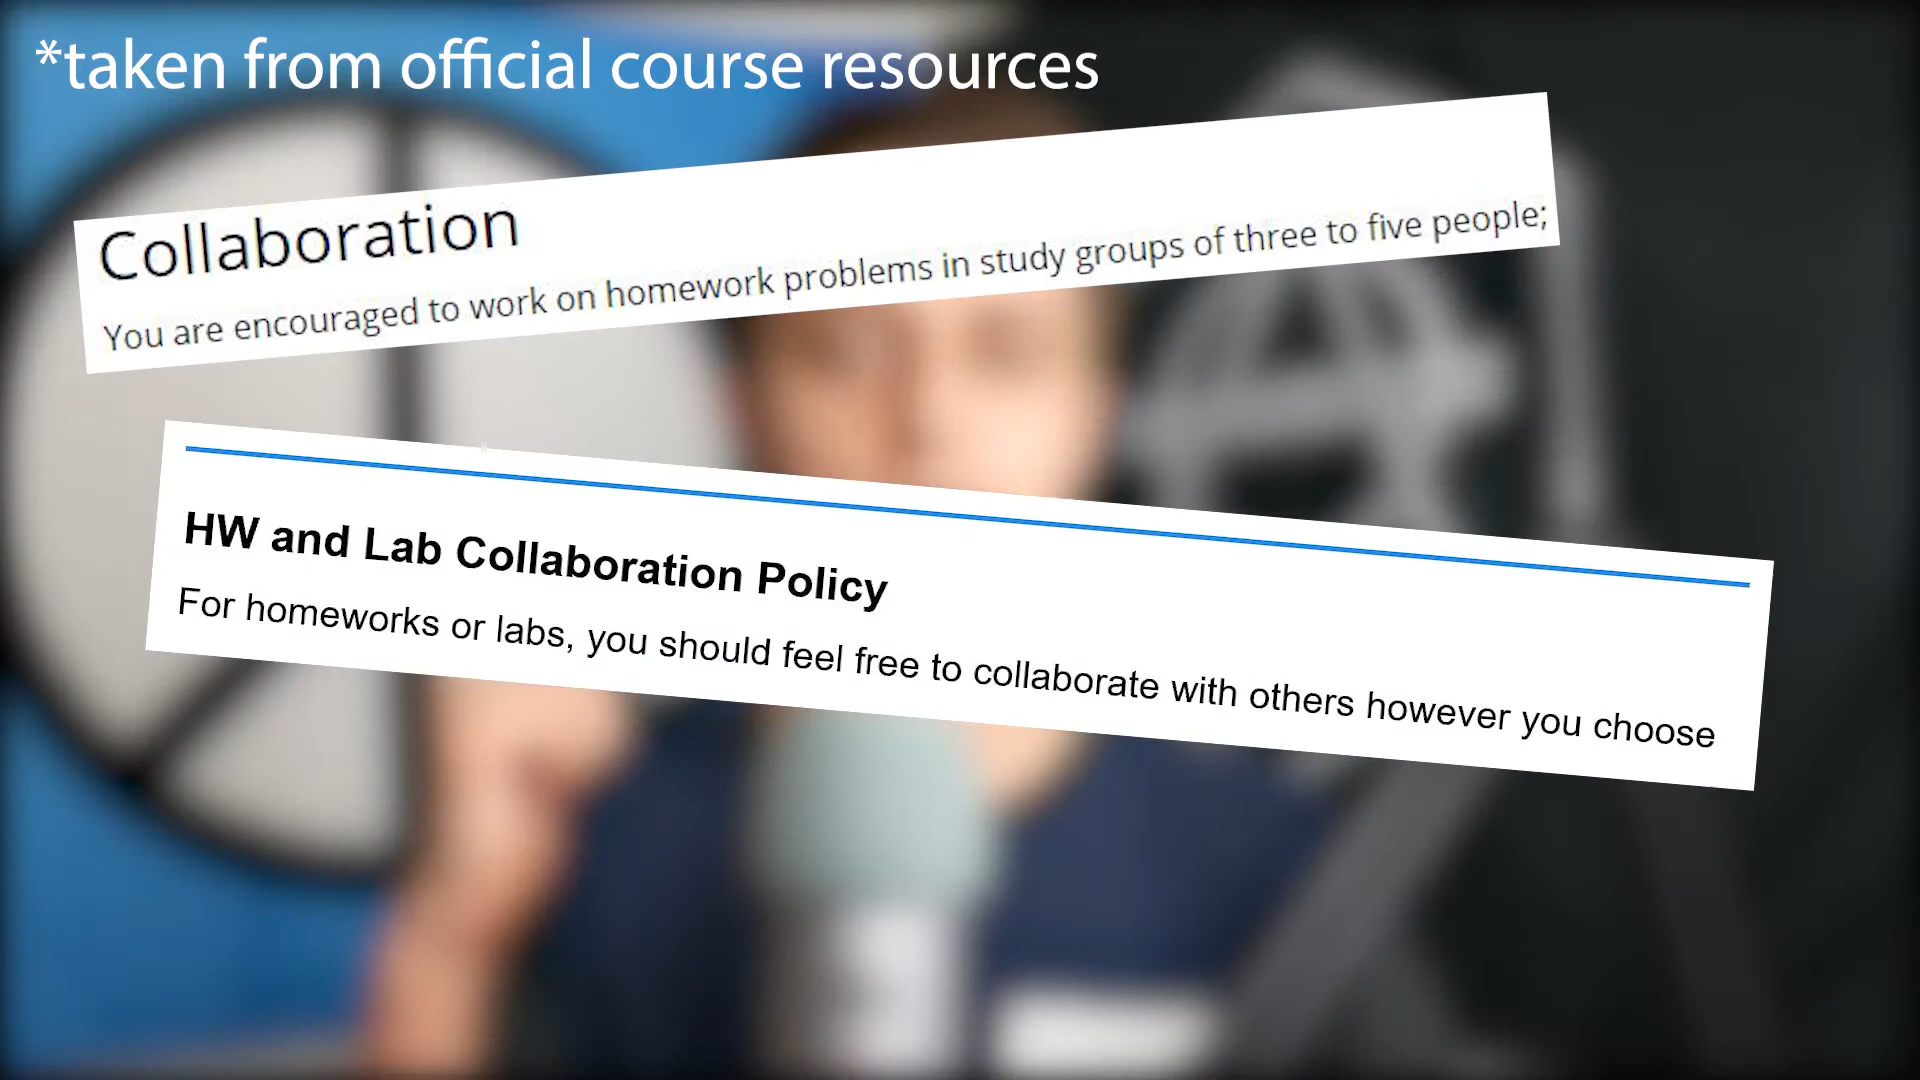 *taken from official course resources
Collaboration
You are encouraged to work on homework problems in study groups of three to five people;
HW and Lab Collaboration Policy
For homeworks or labs, you should feel free to collaborate with others however you choose